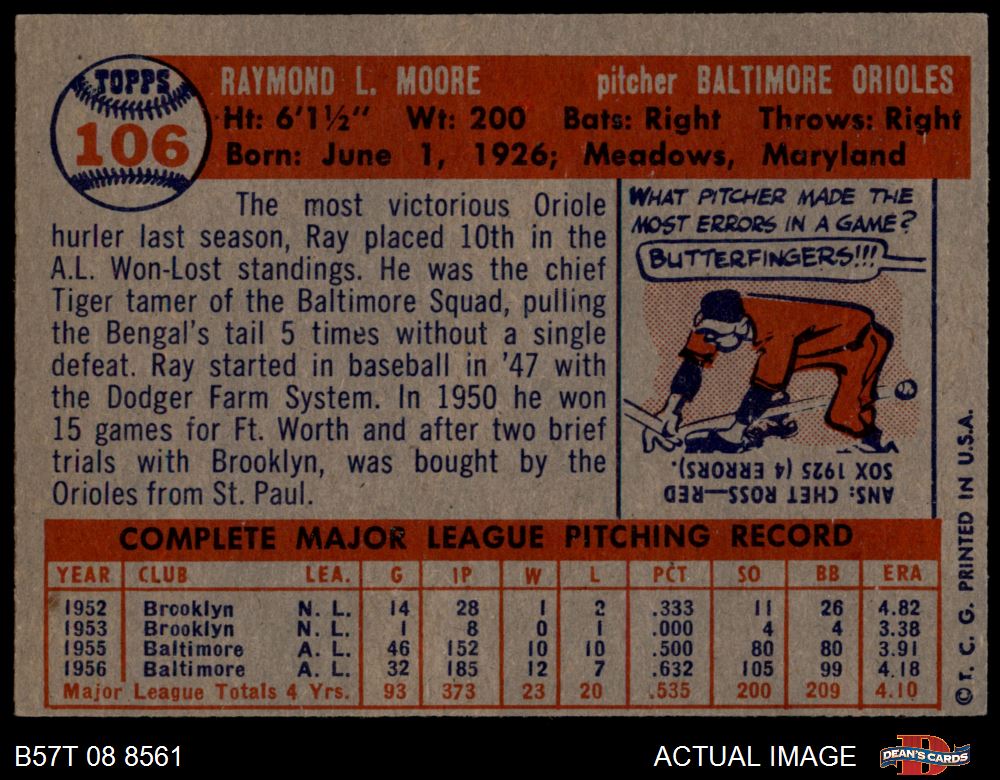 TOPPS
106
RAYMOND L. MOORE pitcher BALTIMORE ORIOLES
Ht: 6'1½" Wt: 200 Bats: Right Throws: Right
Born: June 1, 1926; Meadows, Maryland
The most victorious Oriole
hurler last season, Ray placed 10th in the
A.L. Won-Lost standings. He was the chief
Tiger tamer of the Baltimore Squad, pulling
the Bengal's tail 5 times without a single
defeat. Ray started in baseball in '47 with
the Dodger Farm System. In 1950 he won
15 games for Ft. Worth and after two brief
trials with Brooklyn, was bought by the
Orioles from St. Paul.
WHAT PITCHER MADE THE
MOST ERRORS IN A GAME?
BUTTERFINGERS!!!
ANS: CHET ROSS—RED
SOX 1925 (4 ERRORS).
COMPLETE MAJOR LEAGUE PITCHING RECORD
YEAR CLUB LEA. G IP W L PCT SO BB ERA
1952 Brooklyn N. L. 14 28 1 2 .333 11 26 4.82
1953 Brooklyn N. L. 1 8 0 1 .000 4 4 3.38
1955 Baltimore A. L. 46 152 10 10 .500 80 80 3.91
1956 Baltimore A. L. 32 185 12 7 .632 105 99 4.18
Major League Totals 4 Yrs. 93 373 23 20 .535 200 209 4.10
© T. C. G. PRINTED IN U.S.A.
B57T 08 8561 ACTUAL IMAGE DEAN'S CARDS